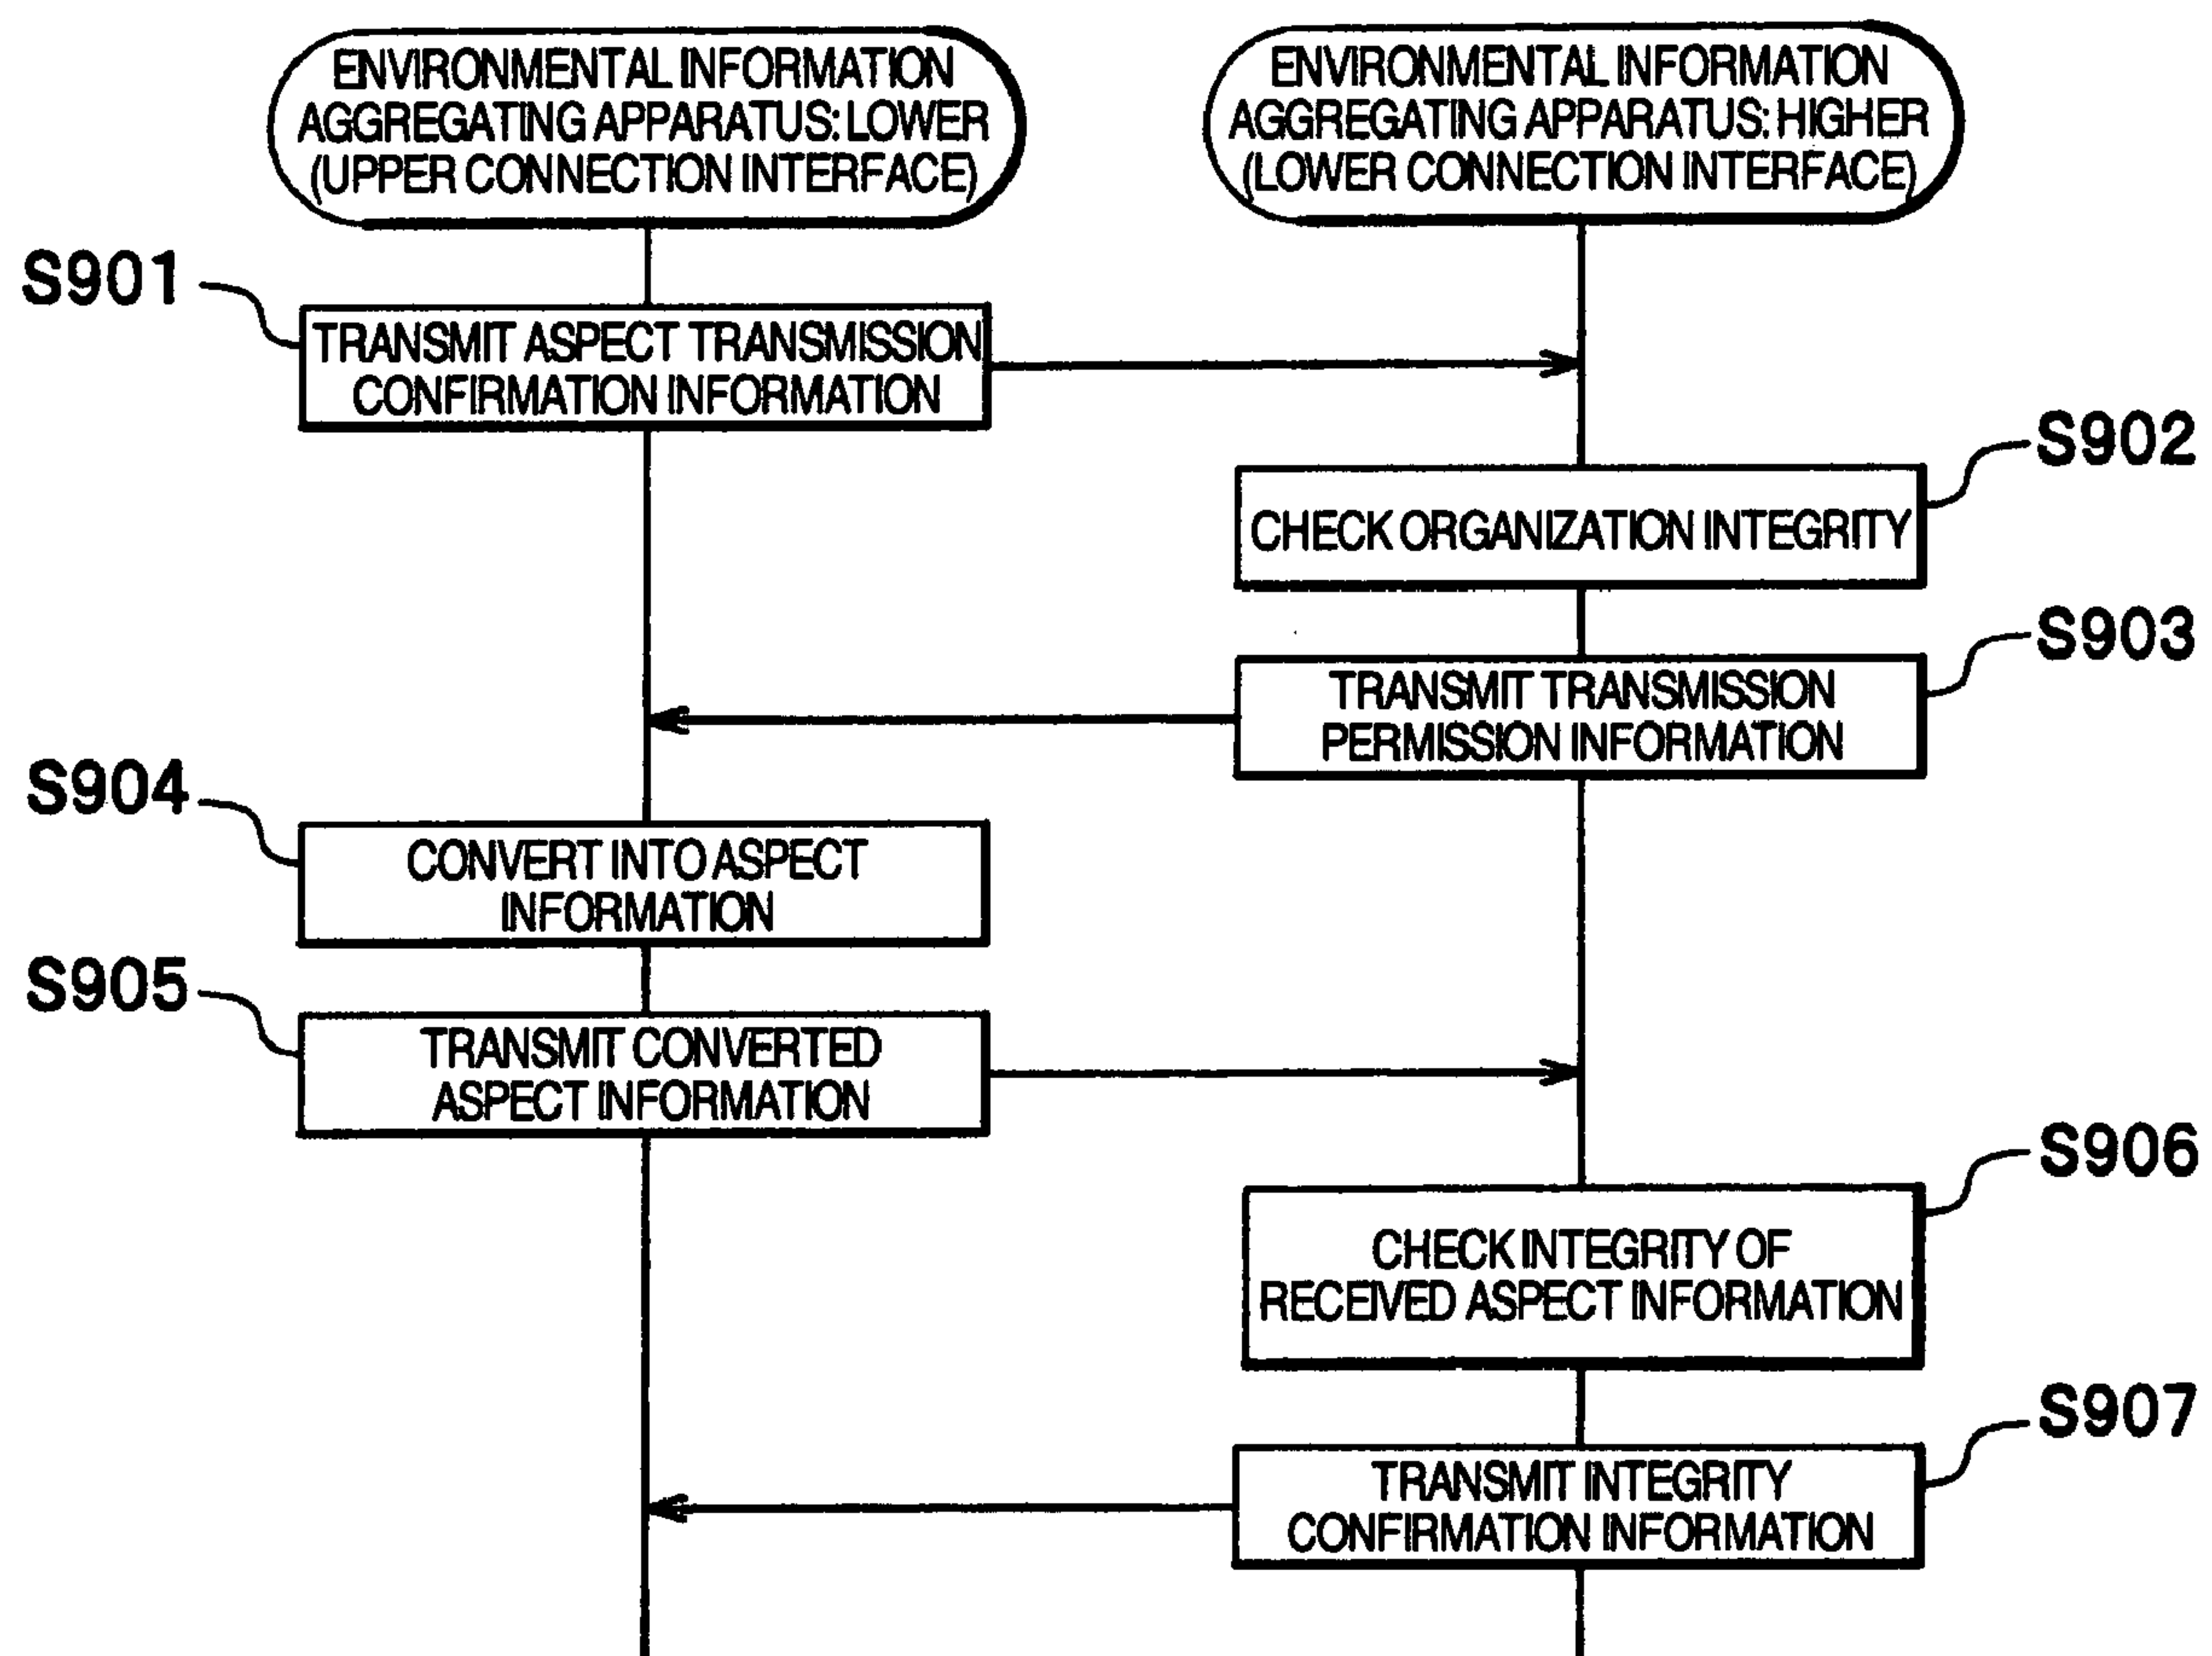 ENVIRONMENTAL INFORMATION
AGGREGATING APPARATUS: LOWER
(UPPER CONNECTION INTERFACE)
ENVIRONMENTAL INFORMATION
AGGREGATING APPARATUS: HIGHER
(LOWER CONNECTION INTERFACE)
S901
TRANSMIT ASPECT TRANSMISSION
CONFIRMATION INFORMATION
S902
CHECK ORGANIZATION INTEGRITY
S903
TRANSMIT TRANSMISSION
PERMISSION INFORMATION
S904
CONVERT INTO ASPECT
INFORMATION
S905
TRANSMIT CONVERTED
ASPECT INFORMATION
S906
CHECK INTEGRITY OF
RECEIVED ASPECT INFORMATION
S907
TRANSMIT INTEGRITY
CONFIRMATION INFORMATION